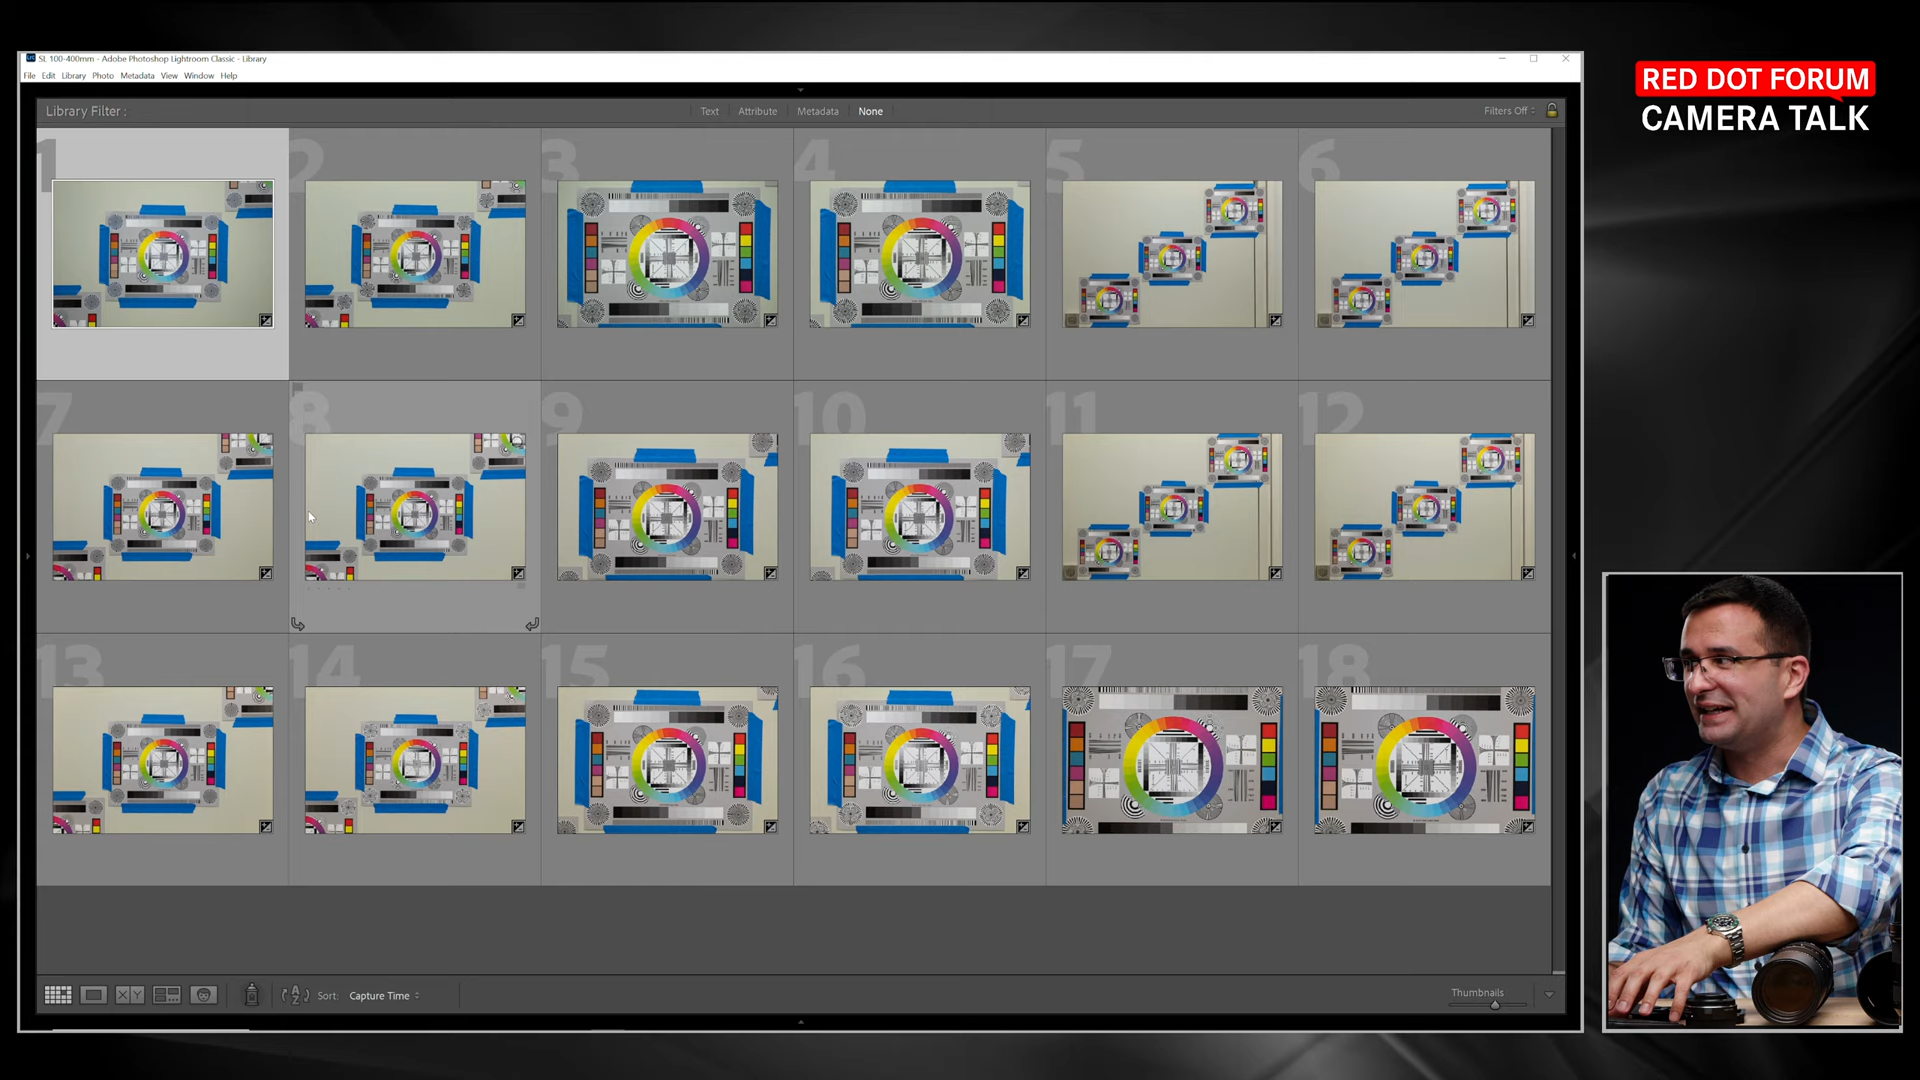 SL 100-400mm - Adobe Photoshop Lightroom Classic - Library
File Edit Library Photo Metadata View Window Help
Library Filter :
Text Attribute Metadata None
Filters Off
1 2 3 4 5 6
7 8 9 10 11 12
13 14 15 16 17 18
XY
Sort: Capture Time
Thumbnails
RED DOT FORUM
CAMERA TALK